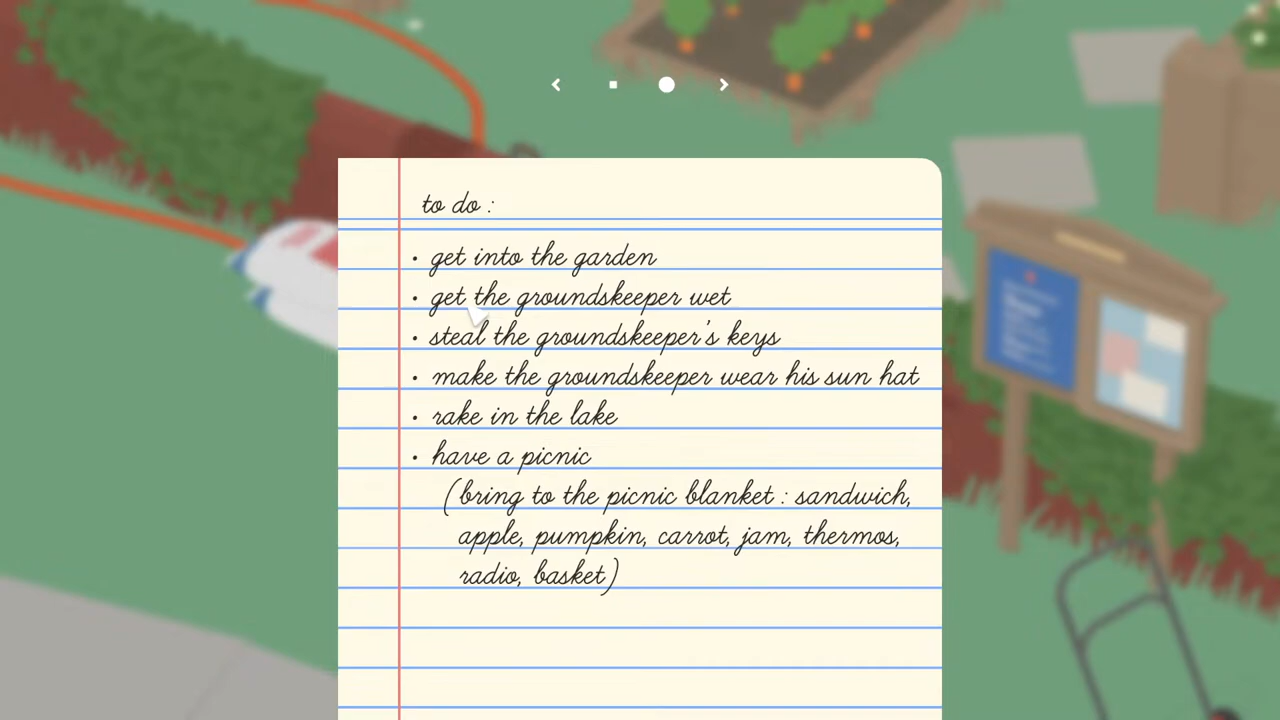 to do :
• get into the garden
• get the groundskeeper wet
• steal the groundskeeper's keys
• make the groundskeeper wear his sun hat
• rake in the lake
• have a picnic
(bring to the picnic blanket : sandwich,
apple, pumpkin, carrot, jam, thermos,
radio, basket)